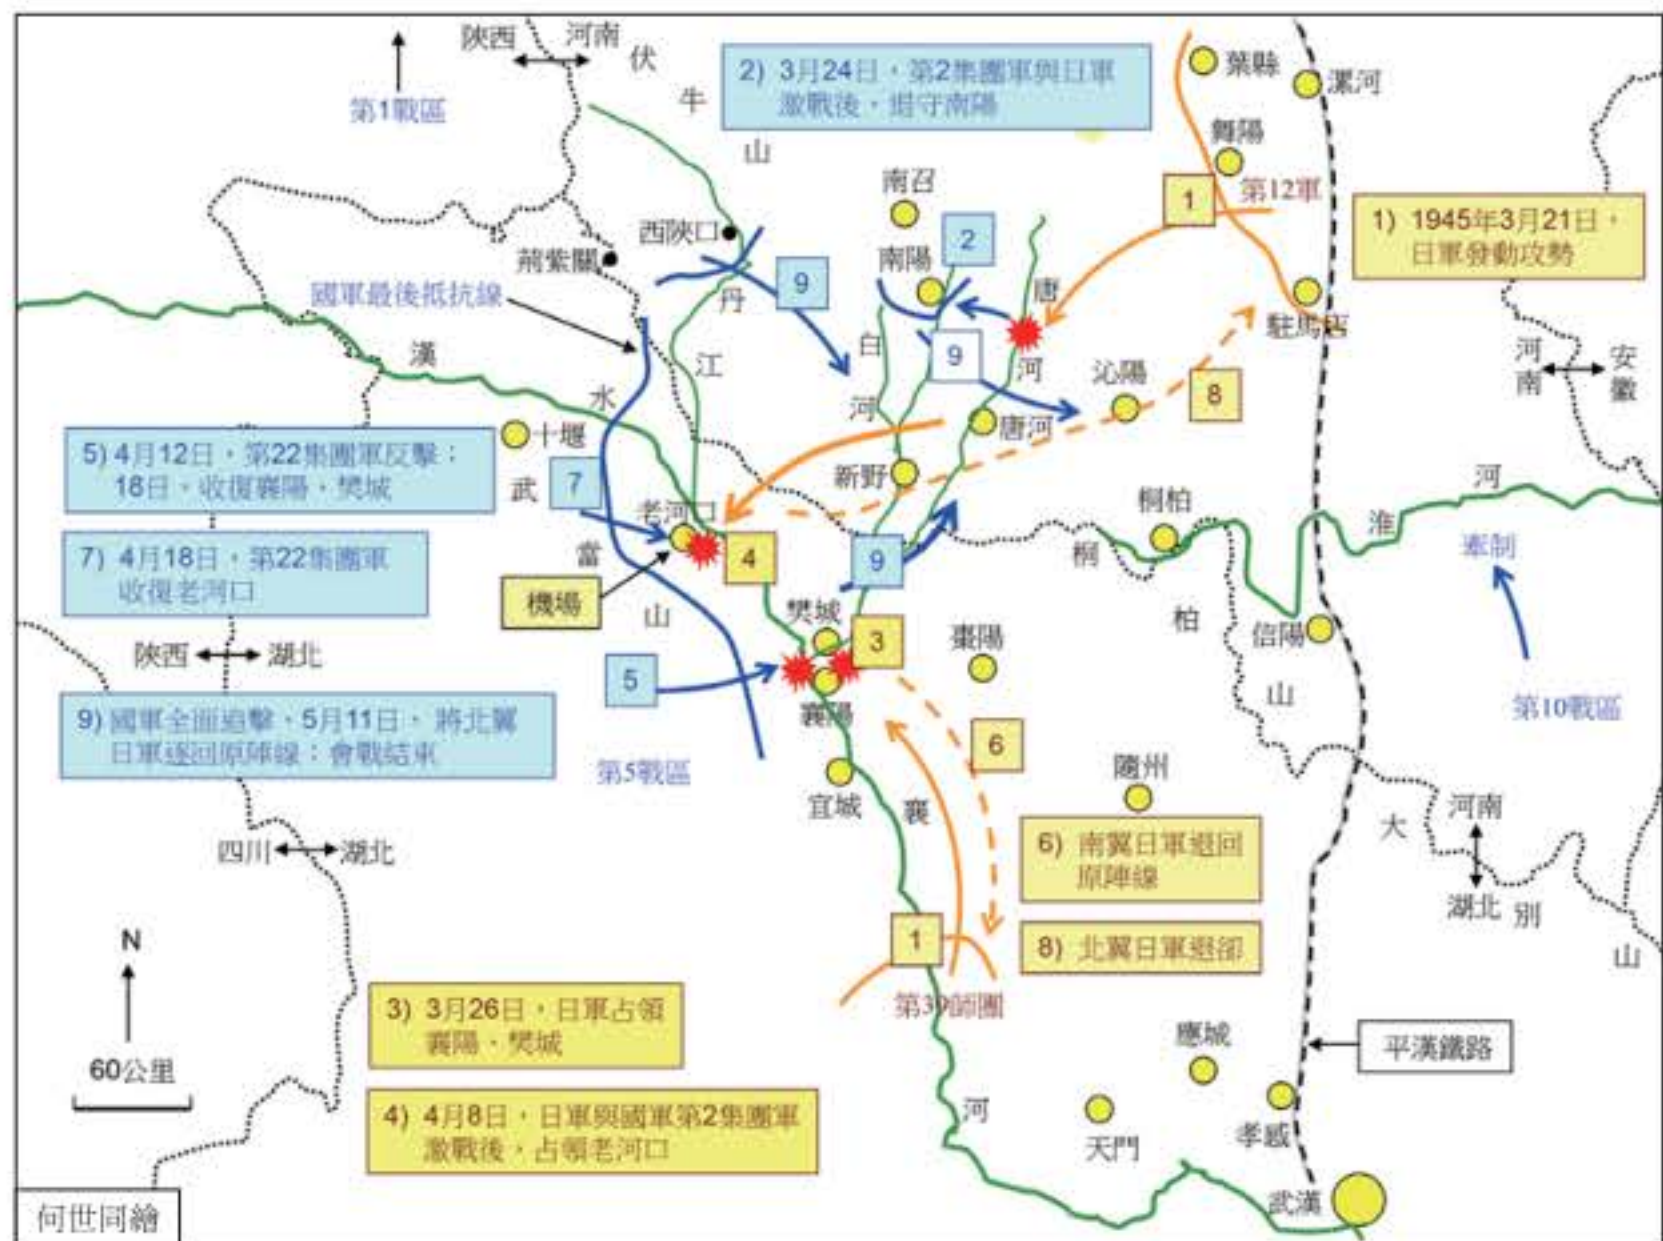 陝西 河南
第1戰區
伏
牛
山
2) 3月24日，第2集團軍與日軍
激戰後，退守南陽
葉縣
漯河
舞陽
第12軍
1
1) 1945年3月21日，
日軍發動攻勢
南召
南陽
2
西陝口
荊紫關
國軍最後抵抗線
丹
江
9
唐
河
白
河
9
駐馬店
沁陽
8
河南 安徽
漢
水
十堰
唐河
新野
5) 4月12日，第22集團軍反擊；
18日，收復襄陽、樊城
武
當
山
7
老河口
4
機場
7) 4月18日，第22集團軍
收復老河口
9
桐柏
桐
柏
山
淮
河
信陽
牽制
第10戰區
陝西 湖北
樊城
3
襄陽
棗陽
5
第5戰區
9) 國軍全面追擊，5月11日， 將北翼
日軍逐回原陣線；會戰結束
宜城
襄
河
6
隨州
6) 南翼日軍退回
原陣線
8) 北翼日軍退卻
大
別
山
河南
湖北
四川 湖北
N
60公里
1
第39師團
3) 3月26日，日軍占領
襄陽、樊城
4) 4月8日，日軍與國軍第2集團軍
激戰後，占領老河口
應城
天門
孝感
武漢
平漢鐵路
何世同繪